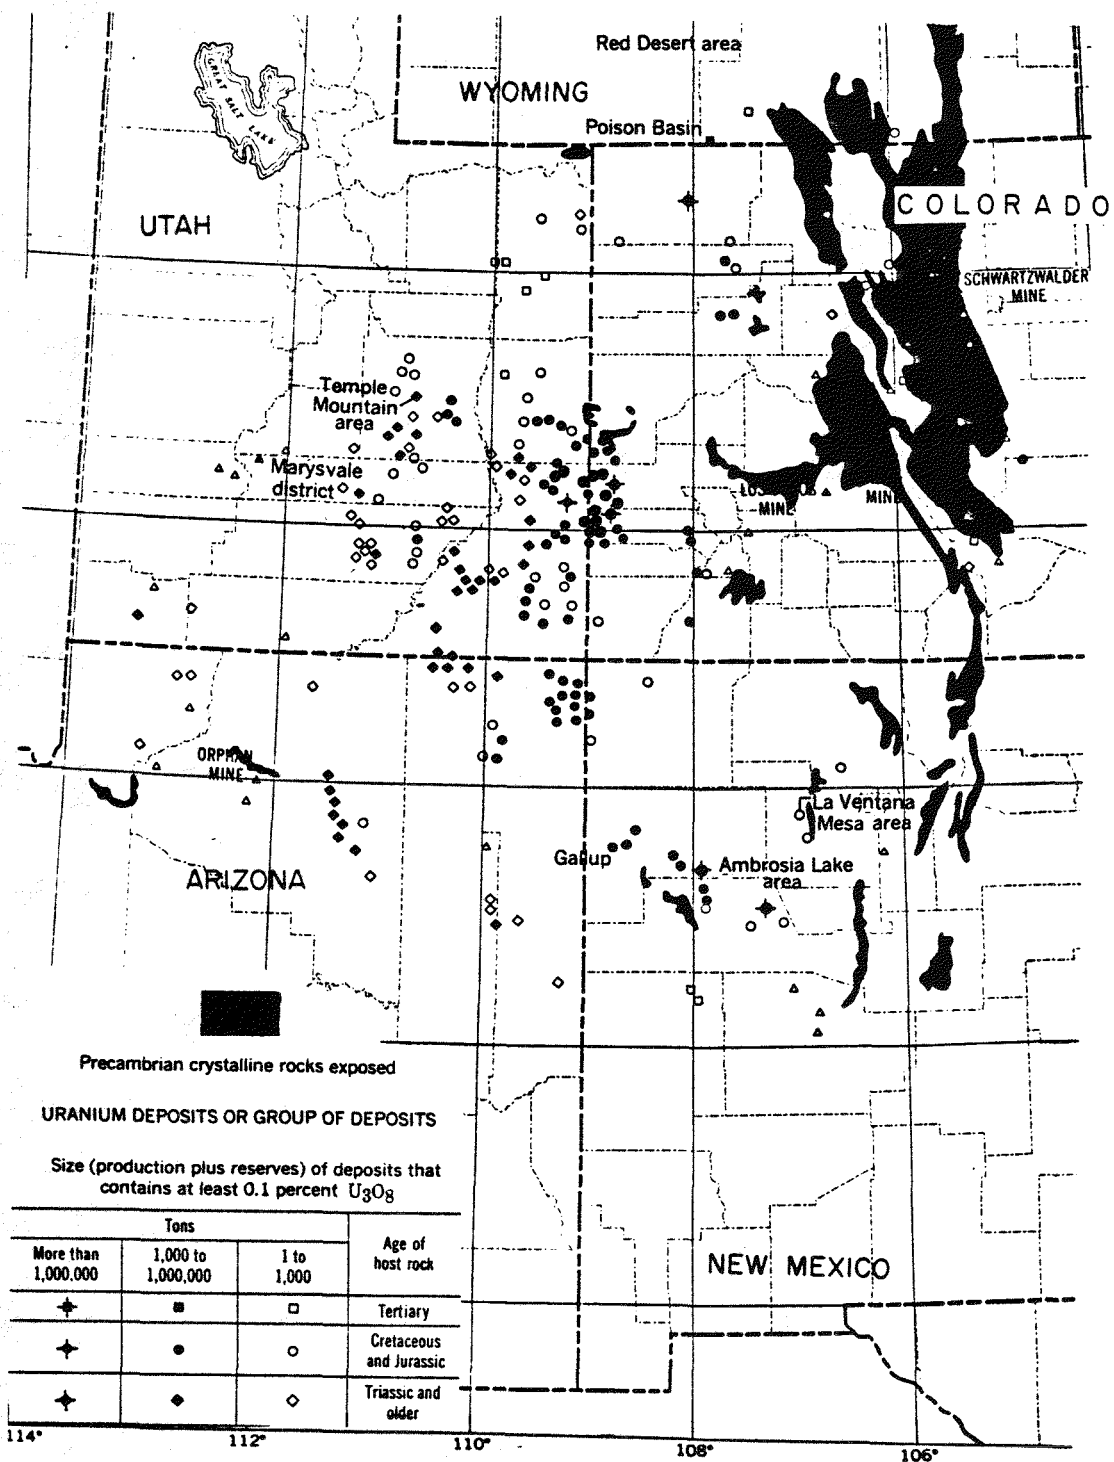 Red Desert area
WYOMING
GREAT SALT LAKE
Poison Basin
COLORADO
UTAH
SCHWARTZWALDER
MINE
Temple
Mountain
area
Marysvale
district
MINE
MINE
ORPHAN
MINE
La Ventana
Mesa area
Gallup
Ambrosia Lake
area
ARIZONA
Precambrian crystalline rocks exposed
URANIUM DEPOSITS OR GROUP OF DEPOSITS
Size (production plus reserves) of deposits that
contains at least 0.1 percent U3O8
Tons
More than
1,000,000
1,000 to
1,000,000
1 to
1,000
Age of
host rock
Tertiary
Cretaceous
and Jurassic
Triassic and
older
NEW MEXICO
114°
112°
110°
108°
106°